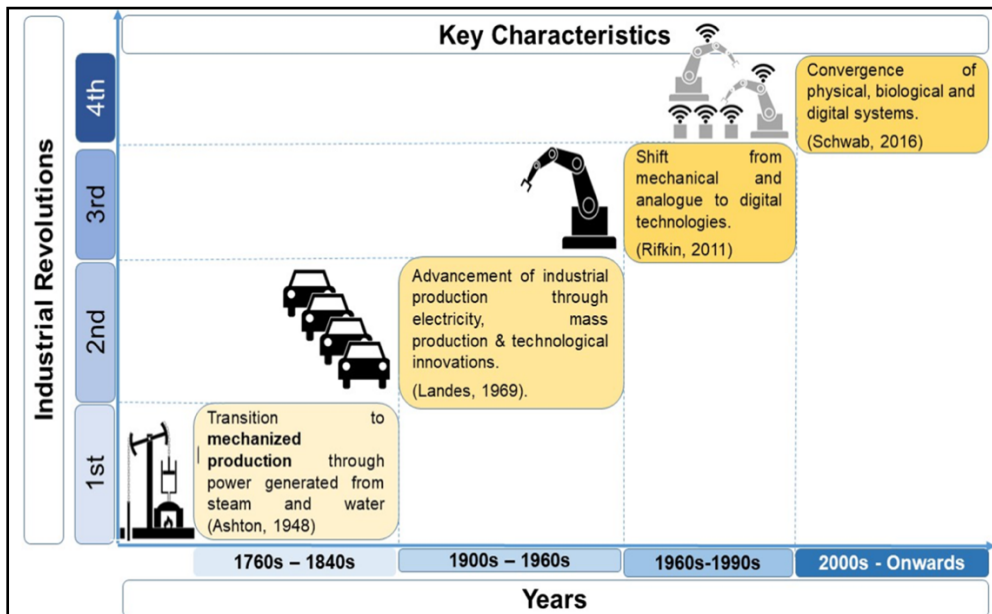 Key Characteristics
Industrial Revolutions
4th
Convergence of
physical, biological and
digital systems.
(Schwab, 2016)
3rd
Shift from
mechanical and
analogue to digital
technologies.
(Rifkin, 2011)
2nd
Advancement of industrial
production through
electricity, mass
production & technological
innovations.
(Landes, 1969).
1st
Transition to
mechanized
production through
power generated from
steam and water
(Ashton, 1948)
1760s – 1840s
1900s – 1960s
1960s-1990s
2000s - Onwards
Years